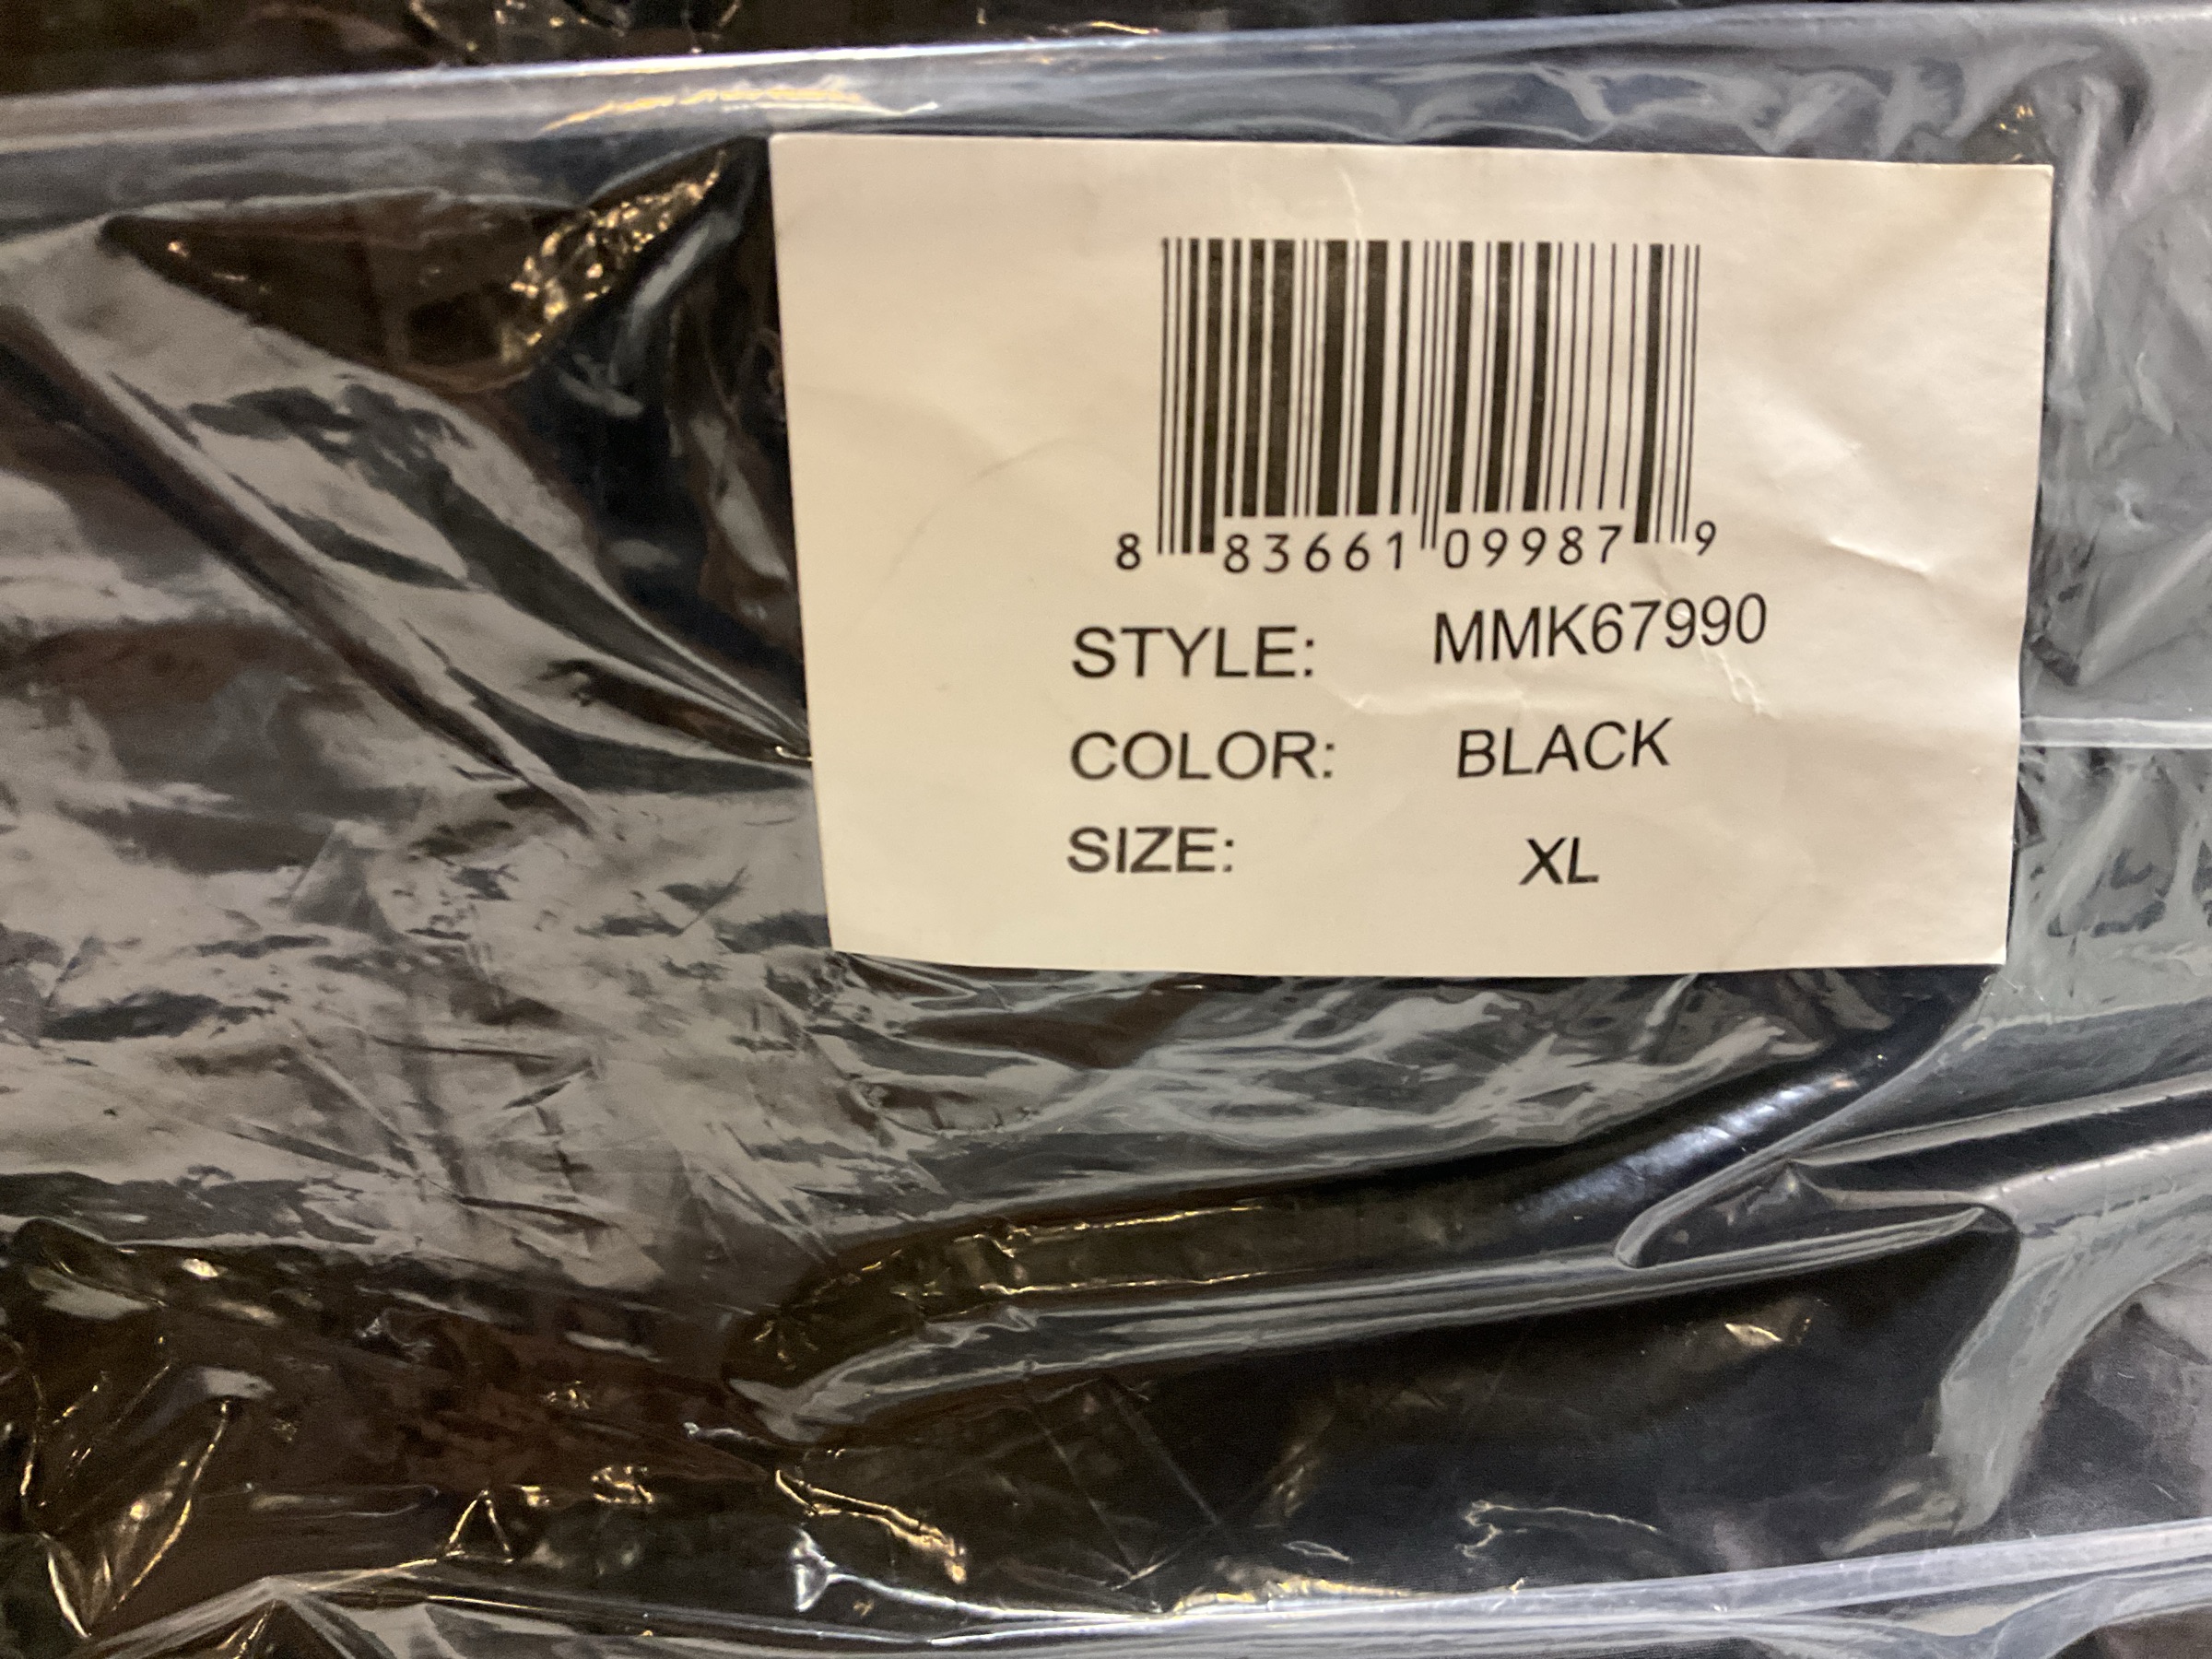 8 83661 09987 9
STYLE: MMK67990
COLOR: BLACK
SIZE: XL